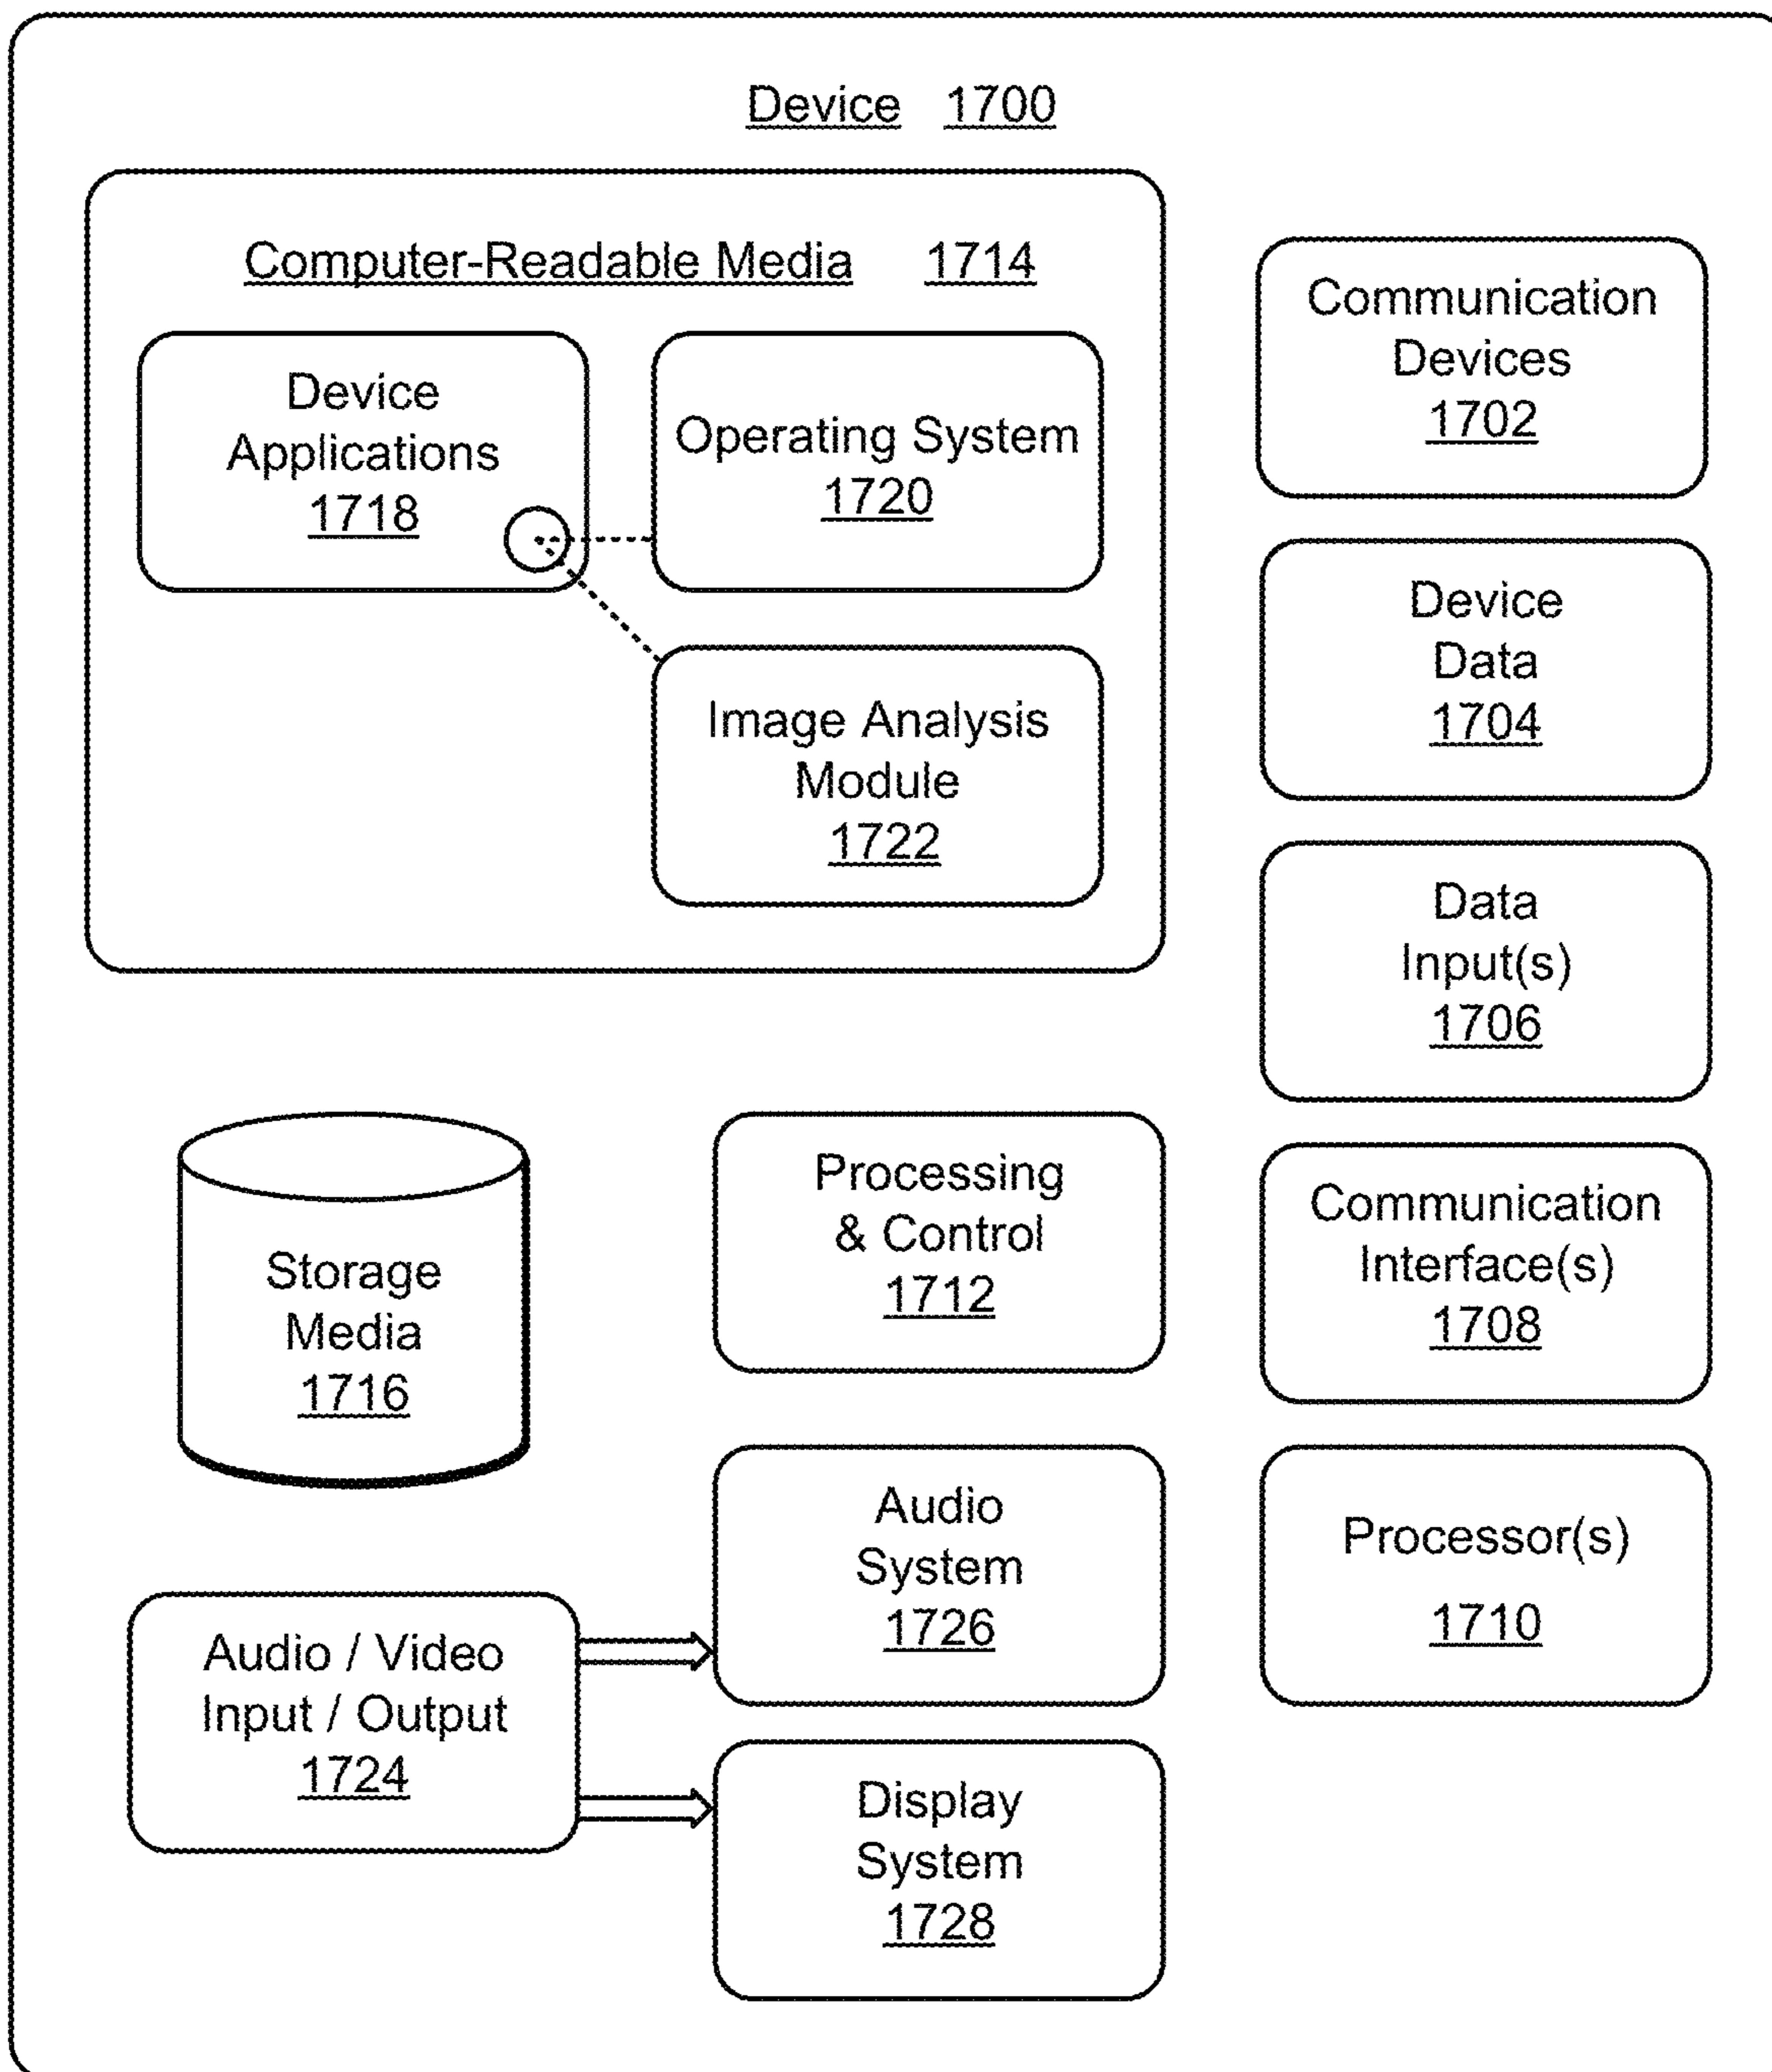 Device 1700
Computer-Readable Media 1714
Device
Applications
1718
Operating System
1720
Image Analysis
Module
1722
Communication
Devices
1702
Device
Data
1704
Data
Input(s)
1706
Communication
Interface(s)
1708
Processor(s)
1710
Storage
Media
1716
Processing
& Control
1712
Audio / Video
Input / Output
1724
Audio
System
1726
Display
System
1728